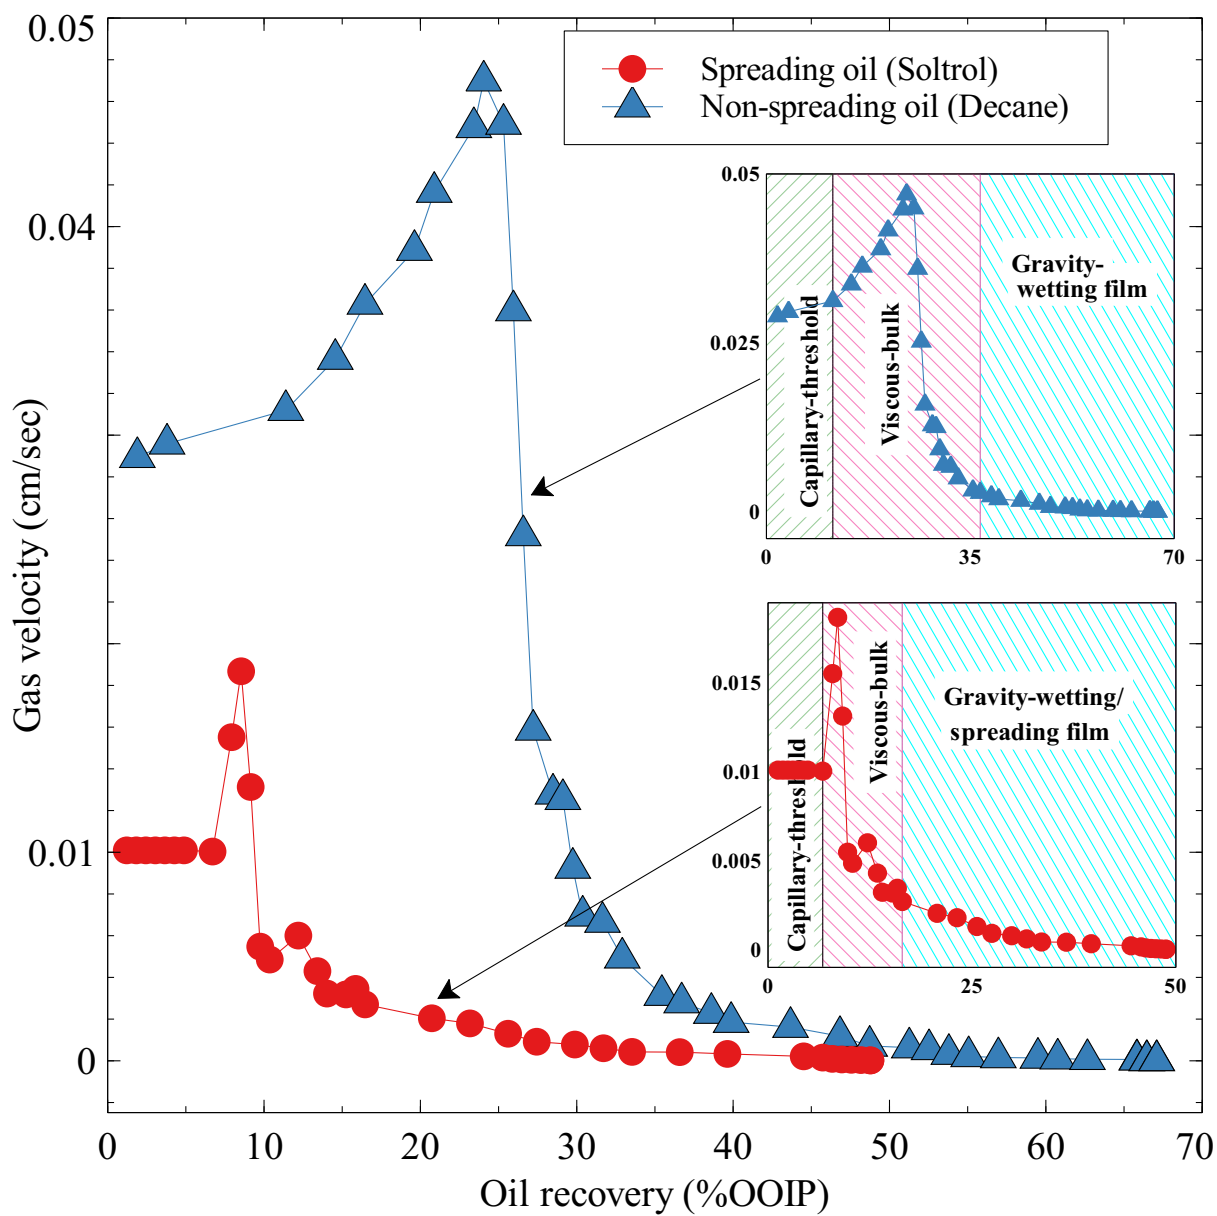 0.05
0.04
0.01
0
Gas velocity (cm/sec)
0
10
20
30
40
50
60
70
Oil recovery (%OOIP)
Spreading oil (Soltrol)
Non-spreading oil (Decane)
0.05
0.025
0
0
35
70
Capillary-threshold
Viscous-bulk
Gravity-
wetting film
0.015
0.01
0.005
0
0
25
50
Capillary-threshold
Viscous-bulk
Gravity-wetting/
spreading film